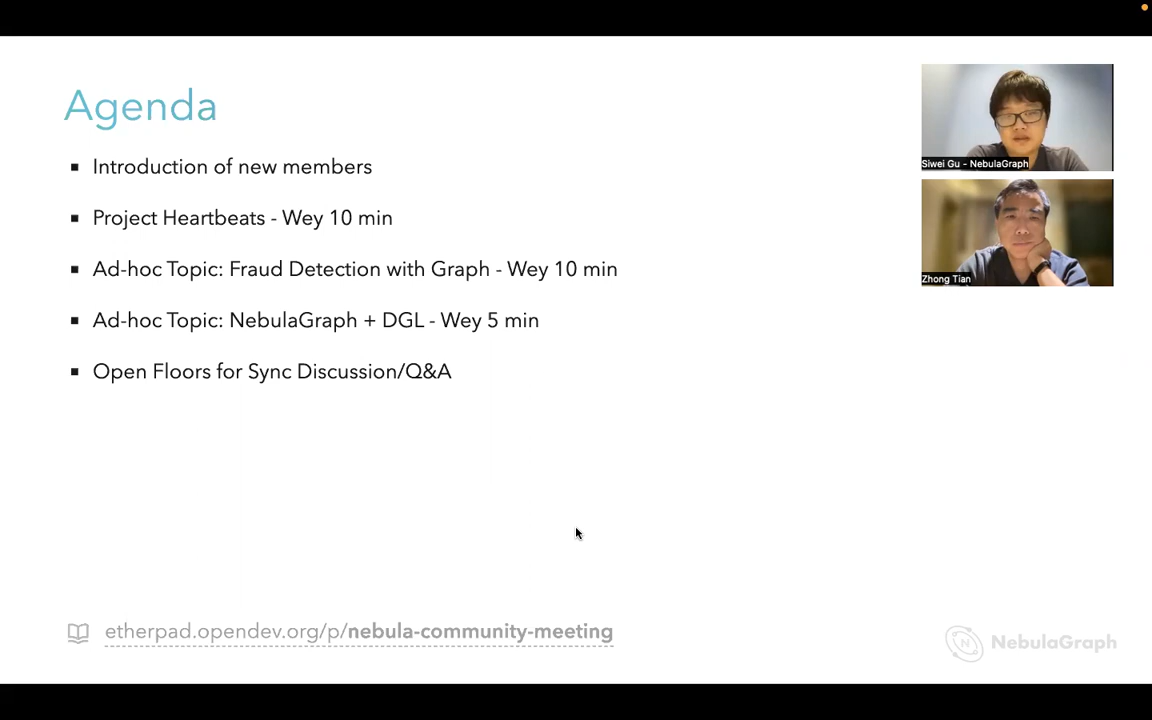 Agenda
Introduction of new members
Project Heartbeats - Wey 10 min
Ad-hoc Topic: Fraud Detection with Graph - Wey 10 min
Ad-hoc Topic: NebulaGraph + DGL - Wey 5 min
Open Floors for Sync Discussion/Q&A
Siwei Gu - NebulaGraph
Zhong Tian
etherpad.opendev.org/p/nebula-community-meeting
N NebulaGraph